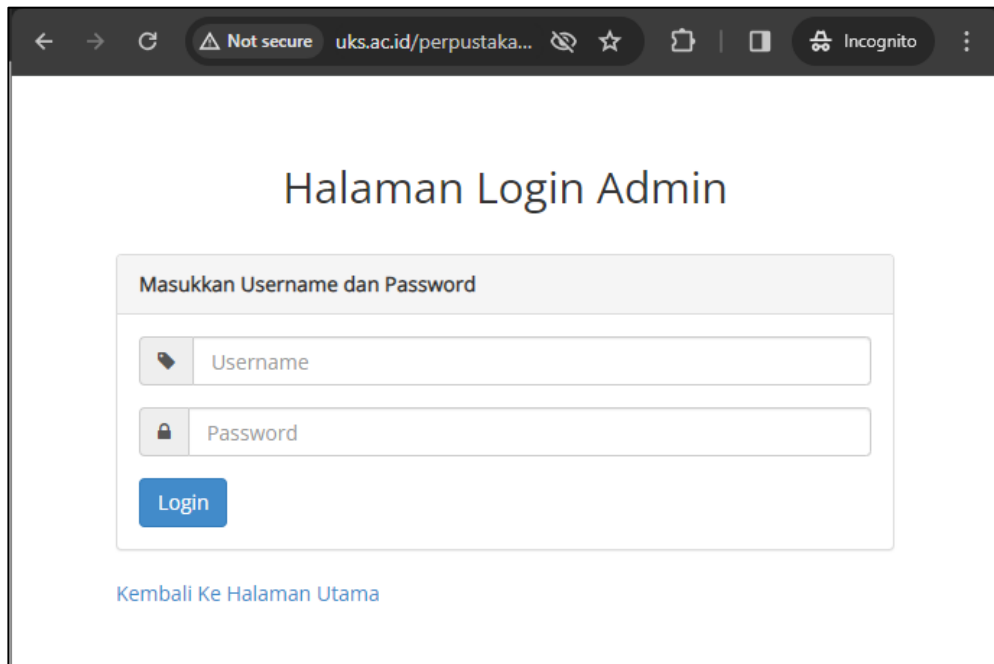 Not secure uks.ac.id/perpustaka... Incognito
Halaman Login Admin
Masukkan Username dan Password
Username
Password
Login
Kembali Ke Halaman Utama